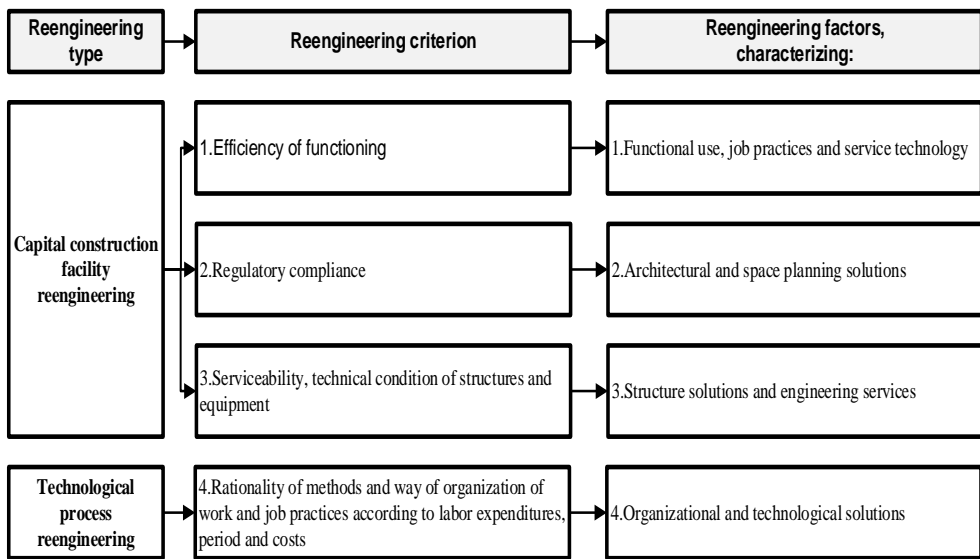 Reengineering
type
Reengineering criterion
Reengineering factors,
characterizing:
Capital construction
facility
reengineering
1.Efficiency of functioning
1.Functional use, job practices and service technology
2.Regulatory compliance
2.Architectural and space planning solutions
3.Serviceability, technical condition of structures and
equipment
3.Structure solutions and engineering services
Technological
process
reengineering
4.Rationality of methods and way of organization of
work and job practices according to labor expenditures,
period and costs
4.Organizational and technological solutions